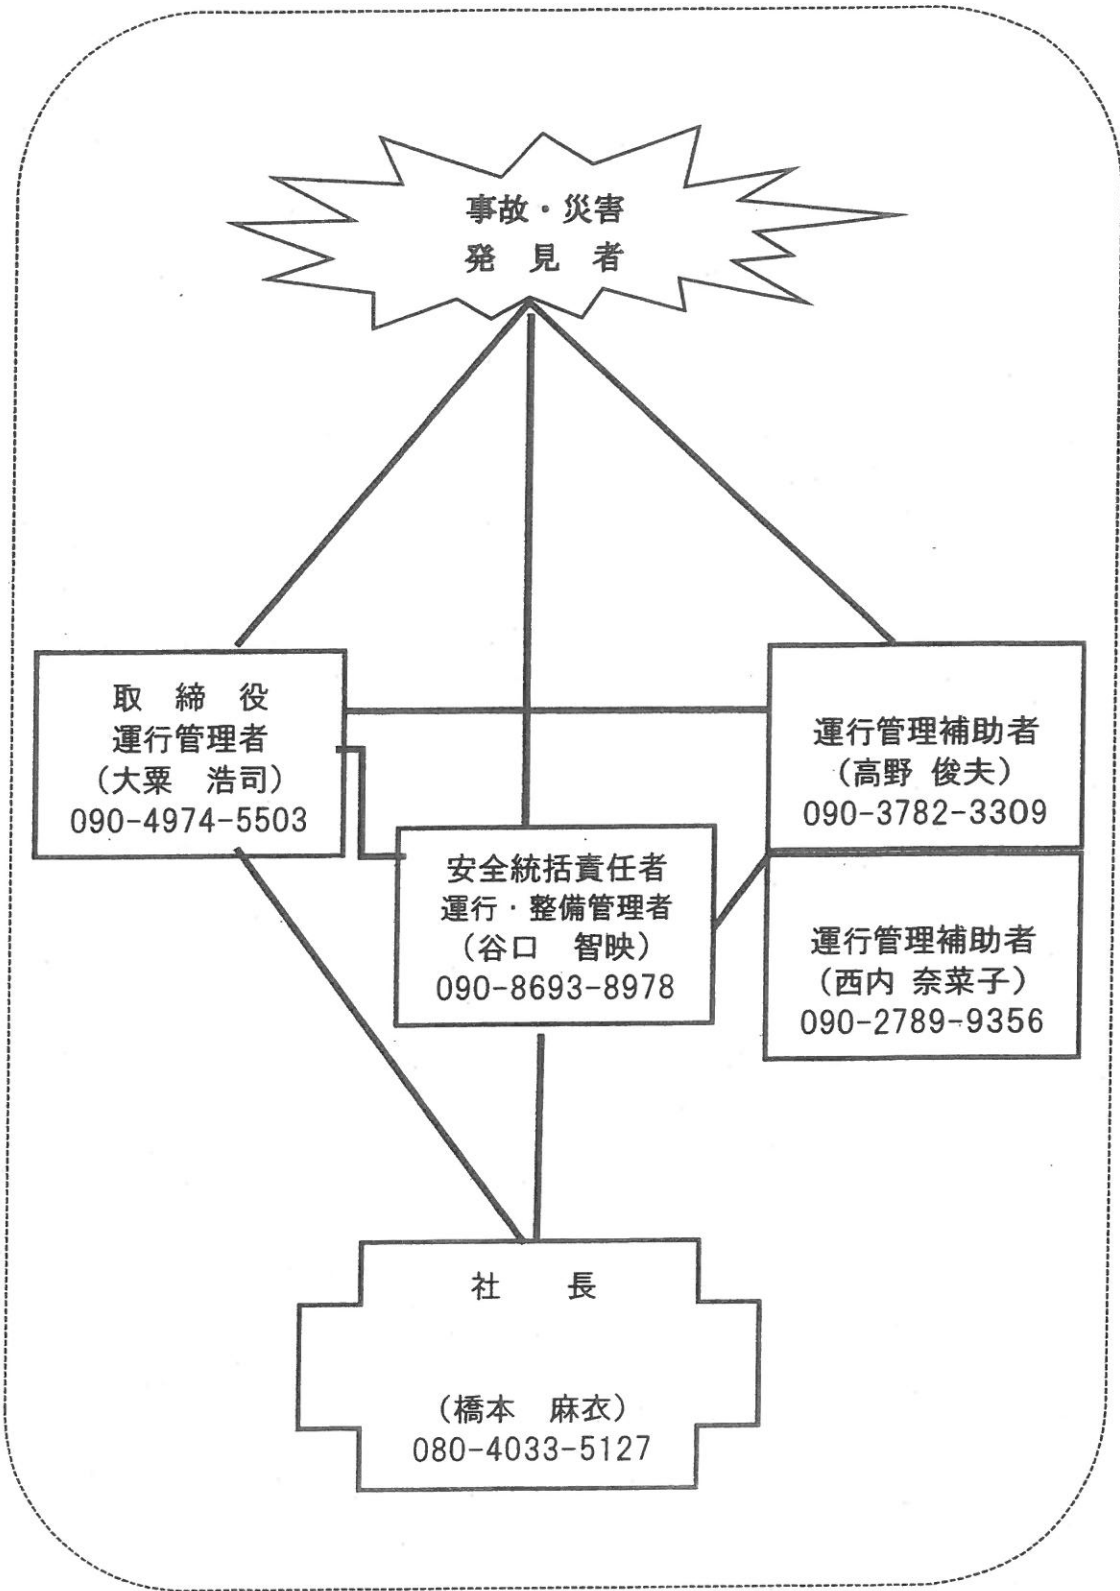 事故・災害
発 見 者
取 締 役
運行管理者
（大粟 浩司）
090-4974-5503
運行管理補助者
（高野 俊夫）
090-3782-3309
安全統括責任者
運行・整備管理者
（谷口 智映）
090-8693-8978
運行管理補助者
（西内 奈菜子）
090-2789-9356
社 長
（橋本 麻衣）
080-4033-5127